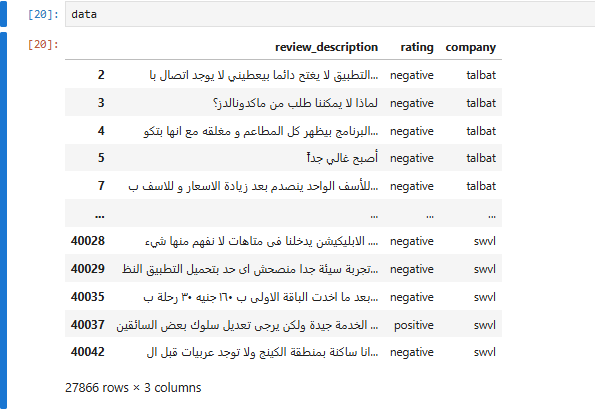 [20]: data
[20]:
review_description rating company
2 التطبيق لا يفتح دائما بيعطيني لا يوجد اتصال با... negative talbat
3 لماذا لا يمكننا طلب من ماكدونالدز؟ negative talbat
4 البرنامج بيظهر كل المطاعم و مغلقه مع انها بتكو... negative talbat
5 أصبح غالي جداً negative talbat
7 للأسف الواحد ينصدم بعد زيادة الاسعار و للاسف ب... negative talbat
... ... ... ...
40028 الابليكيشن يدخلنا فى متاهات لا نفهم منها شيء .... negative swvl
40029 تجربة سيئة جدا منصحش اى حد بتحميل التطبيق النظ... negative swvl
40035 بعد ما اخدت الباقة الاولى ب ١٦٠ جنيه ٣٠ رحلة ب... negative swvl
40037 الخدمة جيدة ولكن يرجى تعديل سلوك بعض السائقين ... positive swvl
40042 انا ساكنة بمنطقة الكينج ولا توجد عربيات قبل ال... negative swvl
27866 rows × 3 columns